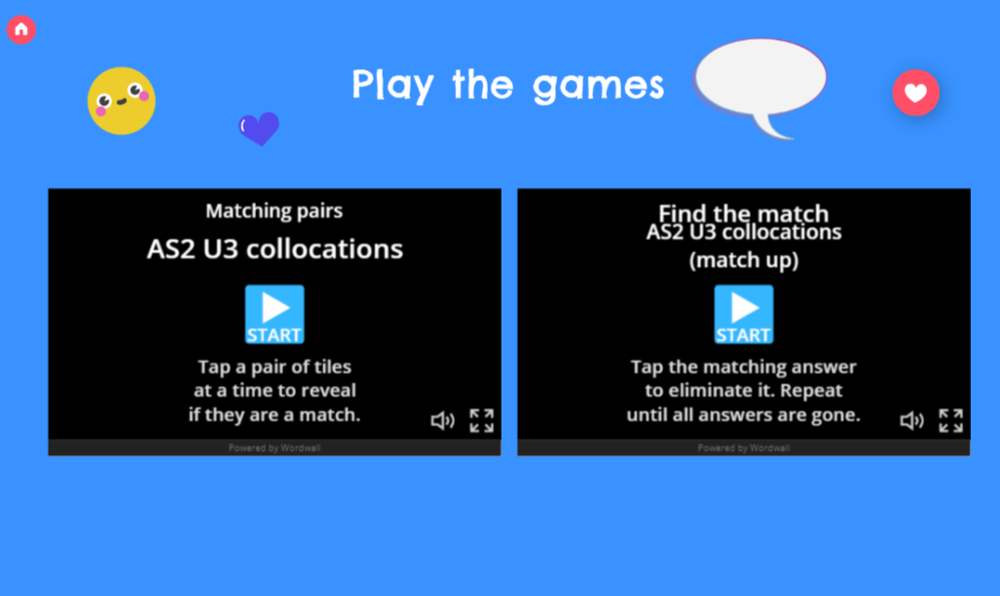 Play the games
Matching pairs
AS2 U3 collocations
START
Tap a pair of tiles
at a time to reveal
if they are a match.
Powered by Wordwall
Find the match
AS2 U3 collocations
(match up)
START
Tap the matching answer
to eliminate it. Repeat
until all answers are gone.
Powered by Wordwall